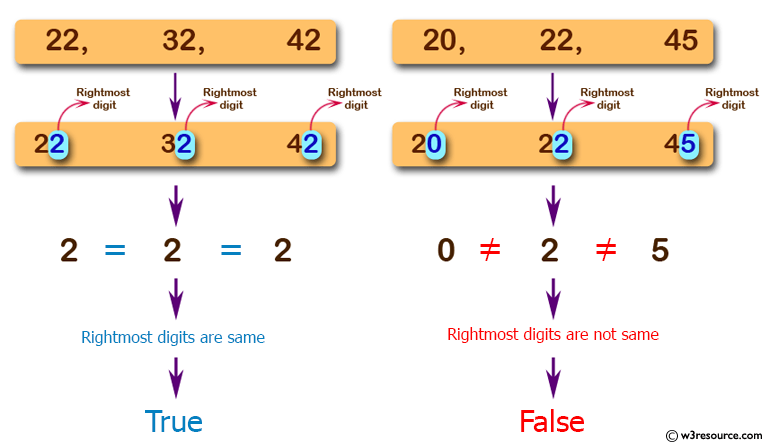 22, 32, 42
Rightmost digit Rightmost digit Rightmost digit
22 32 42
2 = 2 = 2
Rightmost digits are same
True
20, 22, 45
Rightmost digit Rightmost digit Rightmost digit
20 22 45
0 ≠ 2 ≠ 5
Rightmost digits are not same
False
© w3resource.com